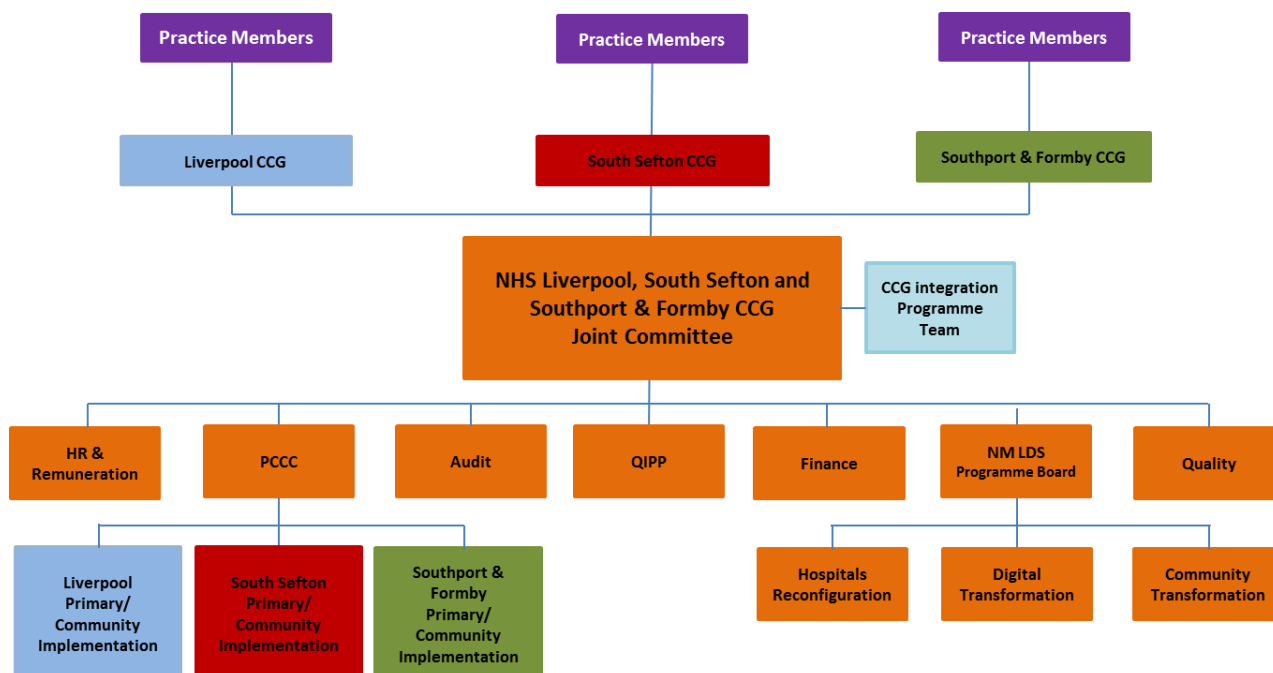 Practice Members
Practice Members
Practice Members
Liverpool CCG
South Sefton CCG
Southport & Formby CCG
NHS Liverpool, South Sefton and
Southport & Formby CCG
Joint Committee
CCG integration
Programme
Team
HR &
Remuneration
PCCC
Audit
QIPP
Finance
NM LDS
Programme Board
Quality
Liverpool
Primary/
Community
Implementation
South Sefton
Primary/
Community
Implementation
Southport &
Formby
Primary/
Community
Implementation
Hospitals
Reconfiguration
Digital
Transformation
Community
Transformation